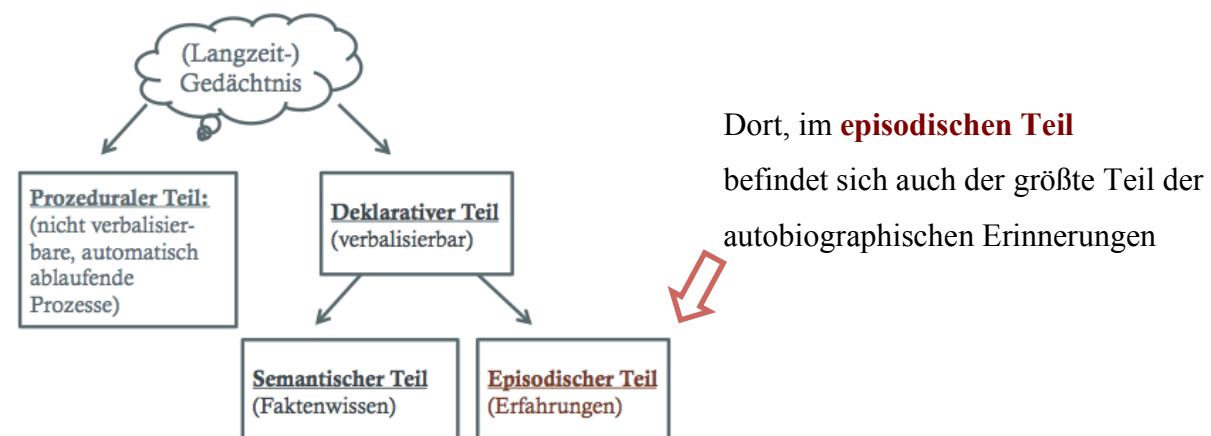 (Langzeit-)
Gedächtnis
Prozeduraler Teil:
(nicht verbalisier-
bare, automatisch
ablaufende
Prozesse)
Deklarativer Teil
(verbalisierbar)
Semantischer Teil
(Faktenwissen)
Episodischer Teil
(Erfahrungen)
Dort, im episodischen Teil
befindet sich auch der größte Teil der
autobiographischen Erinnerungen